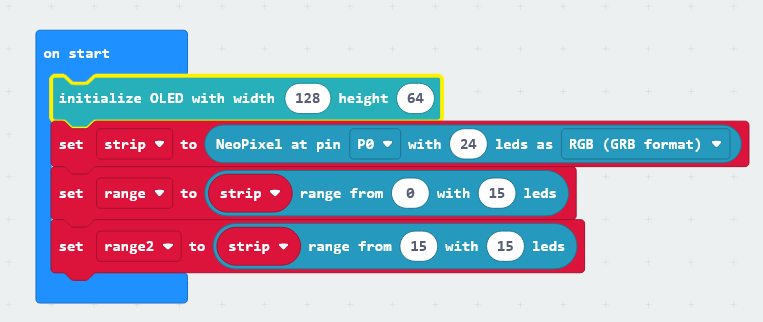 on start
initialize OLED with width 128 height 64
set strip to NeoPixel at pin P0 with 24 leds as RGB (GRB format)
set range to strip range from 0 with 15 leds
set range2 to strip range from 15 with 15 leds